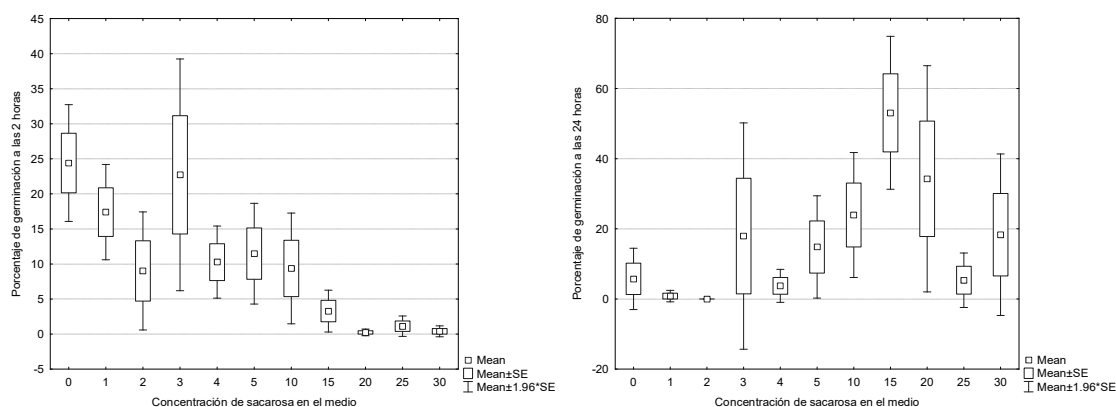 Porcentaje de germinación a las 2 horas
45
40
35
30
25
20
15
10
5
0
-5
0 1 2 3 4 5 10 15 20 25 30
Concentración de sacarosa en el medio
Mean
Mean±SE
Mean±1.96*SE
Porcentaje de germinación a las 24 horas
80
60
40
20
0
-20
0 1 2 3 4 5 10 15 20 25 30
Concentración de sacarosa en el medio
Mean
Mean±SE
Mean±1.96*SE